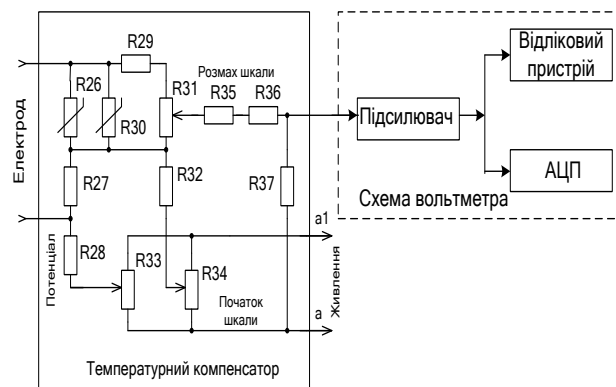 R29
Розмах шкали
R26
R31
R35
R36
R30
Електрод
R27
R32
R37
Потенціал
R28
R33
R34
a1
Початок
шкали
Живлення
a
Температурний компенсатор
Підсилювач
Відліковий
пристрій
АЦП
Схема вольтметра